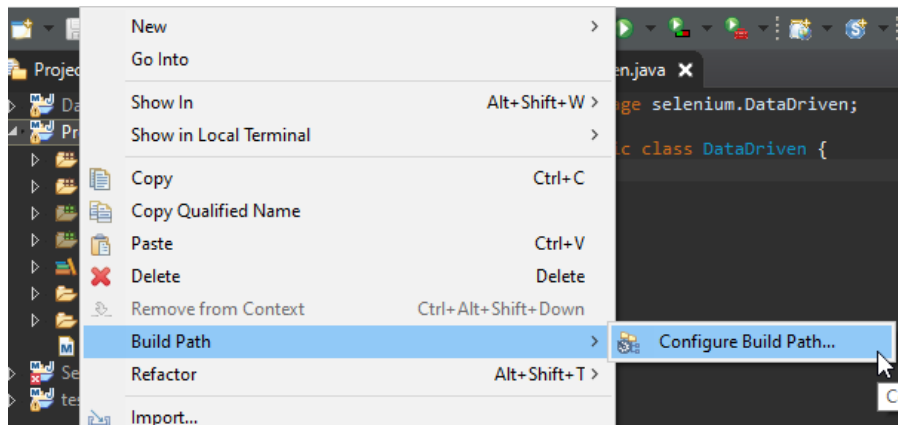 New
Go Into
Show In Alt+Shift+W
Show in Local Terminal
Copy Ctrl+C
Copy Qualified Name
Paste Ctrl+V
Delete Delete
Remove from Context Ctrl+Alt+Shift+Down
Build Path
Refactor Alt+Shift+T
Import...
Configure Build Path...
Projec
Da
Pr
Se
te
en.java
age selenium.DataDriven;
ic class DataDriven {
C